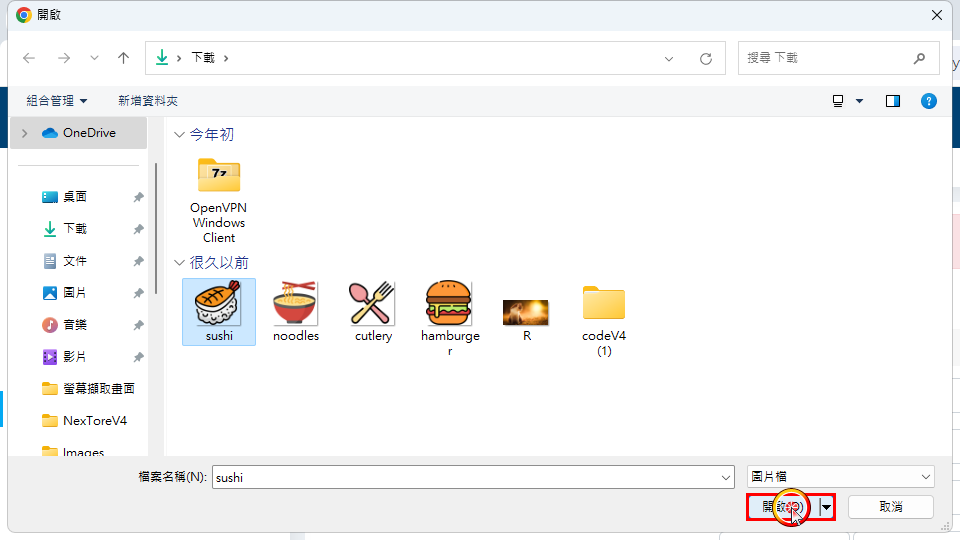 開啟
下載
搜尋 下載
組合管理
新增資料夾
OneDrive
桌面
下載
文件
圖片
音樂
影片
螢幕擷取畫面
NexToreV4
Images
今年初
7z
OpenVPN
Windows
Client
很久以前
sushi
noodles
cutlery
hamburge
r
R
codeV4
(1)
檔案名稱(N):
sushi
圖片檔
取消